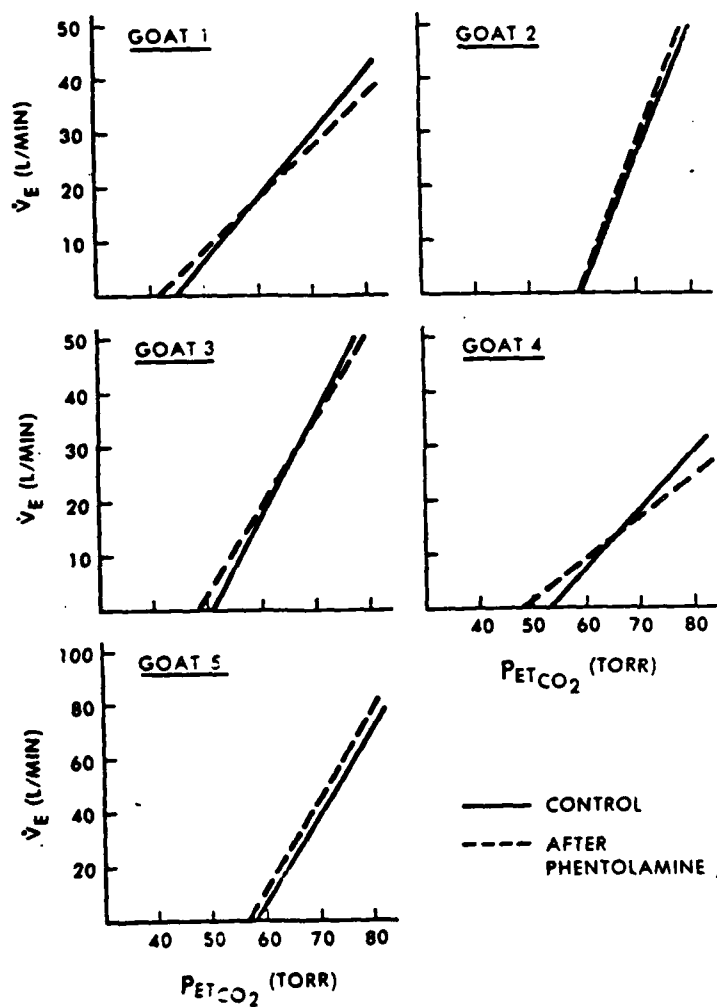 GOAT 1
50
40
30
20
10
V̇E (L/MIN)
GOAT 2
GOAT 3
50
40
30
20
10
V̇E (L/MIN)
GOAT 4
40 50 60 70 80
PETCO2 (TORR)
GOAT 5
100
80
60
40
20
V̇E (L/MIN)
40 50 60 70 80
PETCO2 (TORR)
CONTROL
AFTER
PHENTOLAMINE